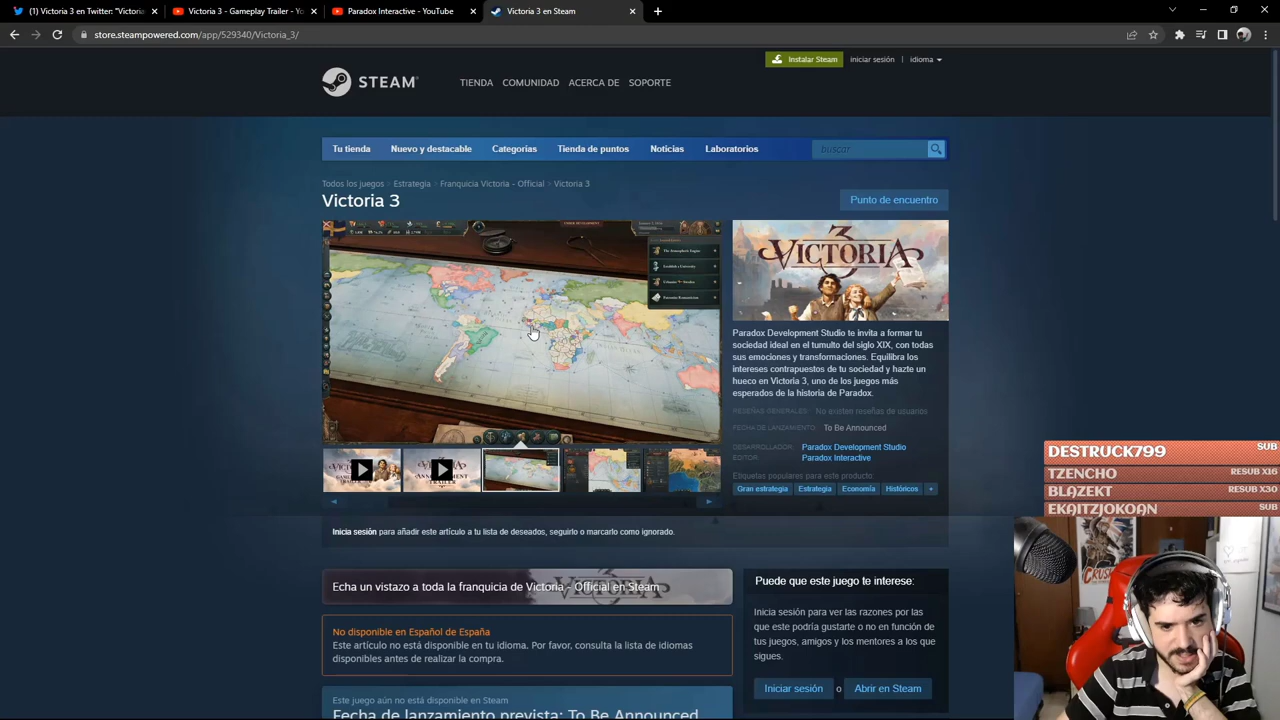 (1) Victoria 3 en Twitter: "Victoria
Victoria 3 - Gameplay Trailer - Yo
Paradox Interactive - YouTube
Victoria 3 en Steam
store.steampowered.com/app/529340/Victoria_3/
Instalar Steam
iniciar sesión | idioma
STEAM
TIENDA COMUNIDAD ACERCA DE SOPORTE
Tu tienda Nuevo y destacable Categorías Tienda de puntos Noticias Laboratorios
buscar
Todos los juegos > Estrategia > Franquicia Victoria - Official > Victoria 3
Victoria 3
Punto de encuentro
VICTORIA
3
Paradox Development Studio te invita a formar tu
sociedad ideal en el tumulto del siglo XIX, con todas
sus emociones y transformaciones. Equilibra los
intereses contrapuestos de tu sociedad y hazte un
hueco en Victoria 3, uno de los juegos más
esperados de la historia de Paradox.
RESEÑAS GENERALES: No existen reseñas de usuarios
FECHA DE LANZAMIENTO: To Be Announced
DESARROLLADOR: Paradox Development Studio
EDITOR: Paradox Interactive
Etiquetas populares para este producto:
Gran estrategia Estrategia Economía Históricos +
Inicia sesión para añadir este artículo a tu lista de deseados, seguirlo o marcarlo como ignorado.
Echa un vistazo a toda la franquicia de Victoria - Official en Steam
No disponible en Español de España
Este artículo no está disponible en tu idioma. Por favor, consulta la lista de idiomas
disponibles antes de realizar la compra.
Este juego aún no está disponible en Steam
Fecha de lanzamiento prevista: To Be Announced
Puede que este juego te interese:
Inicia sesión para ver las razones por las
que este podría gustarte o no en función de
tus juegos, amigos y los mentores a los que
sigues.
Iniciar sesión o Abrir en Steam
DESTRUCK799 SUB
TZENCHO RESUB X16
BLAZEKT RESUB X30
EKAITZJOKOAN SUB